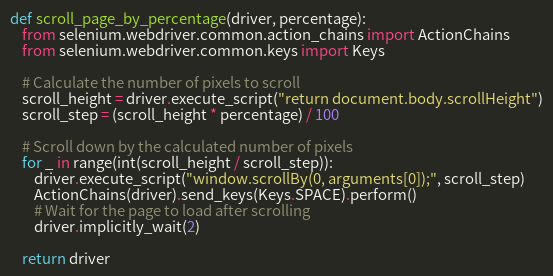 def scroll_page_by_percentage(driver, percentage):
    from selenium.webdriver.common.action_chains import ActionChains
    from selenium.webdriver.common.keys import Keys

    # Calculate the number of pixels to scroll
    scroll_height = driver.execute_script("return document.body.scrollHeight")
    scroll_step = (scroll_height * percentage) / 100

    # Scroll down by the calculated number of pixels
    for _ in range(int(scroll_height / scroll_step)):
        driver.execute_script("window.scrollBy(0, arguments[0]);", scroll_step)
        ActionChains(driver).send_keys(Keys.SPACE).perform()
        # Wait for the page to load after scrolling
        driver.implicitly_wait(2)

    return driver